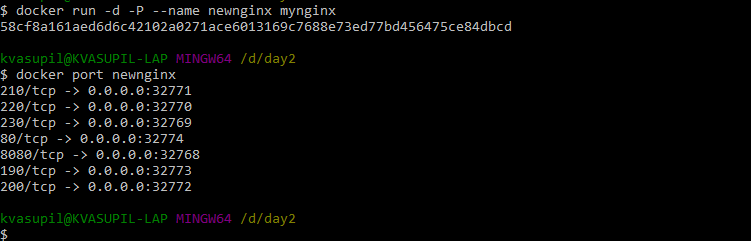 $ docker run -d -P --name newnginx mynginx
58cf8a161aed6d6c42102a0271ace6013169c7688e73ed77bd456475ce84dbcd
kvasupil@KVASUPIL-LAP MINGW64 /d/day2
$ docker port newnginx
210/tcp -> 0.0.0.0:32771
220/tcp -> 0.0.0.0:32770
230/tcp -> 0.0.0.0:32769
80/tcp -> 0.0.0.0:32774
8080/tcp -> 0.0.0.0:32768
190/tcp -> 0.0.0.0:32773
200/tcp -> 0.0.0.0:32772
kvasupil@KVASUPIL-LAP MINGW64 /d/day2
$